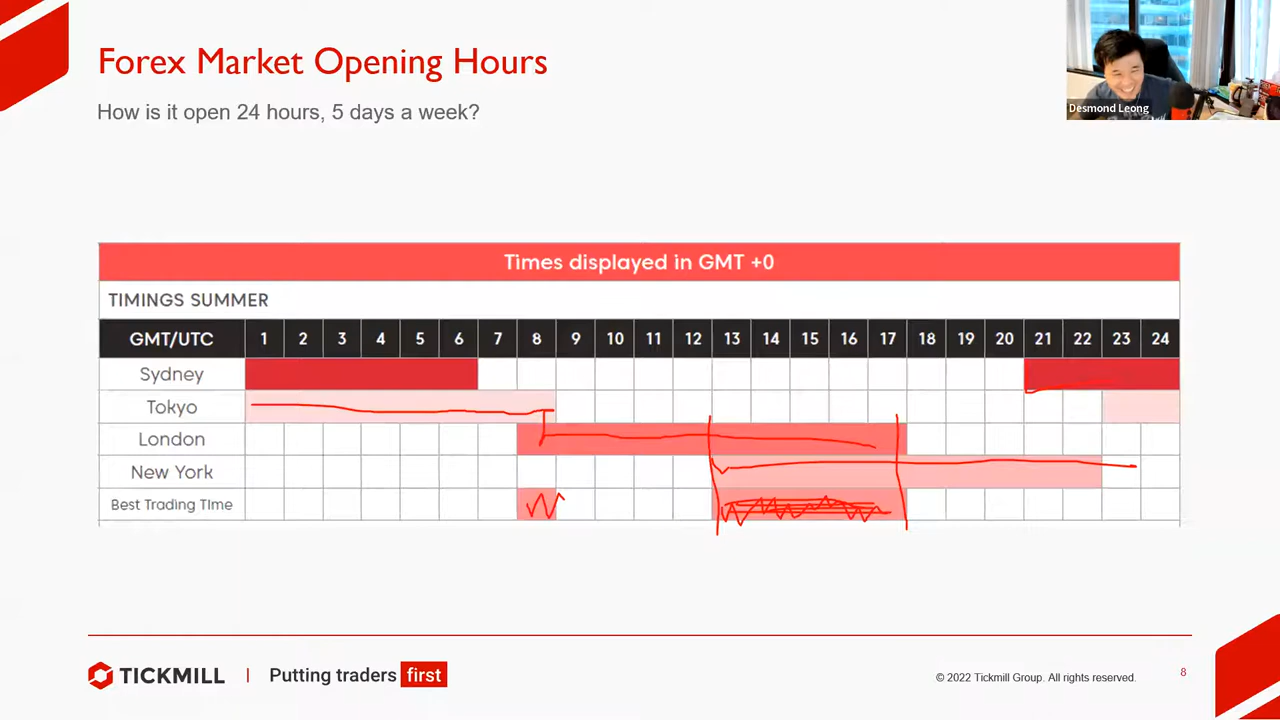 Forex Market Opening Hours
How is it open 24 hours, 5 days a week?
Desmond Leong
Times displayed in GMT +0
TIMINGS SUMMER
GMT/UTC 1 2 3 4 5 6 7 8 9 10 11 12 13 14 15 16 17 18 19 20 21 22 23 24
Sydney
Tokyo
London
New York
Best Trading TIme
TICKMILL | Putting traders first
© 2022 Tickmill Group. All rights reserved.
8